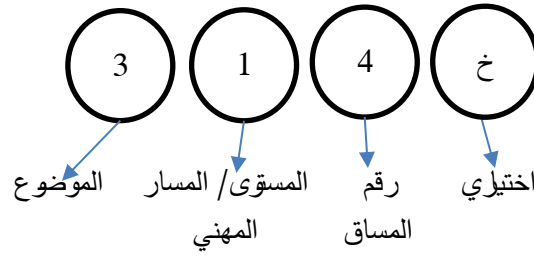 خ 4 1 3
اختياري رقم المستوى/ المسار الموضوع
المساق المهني